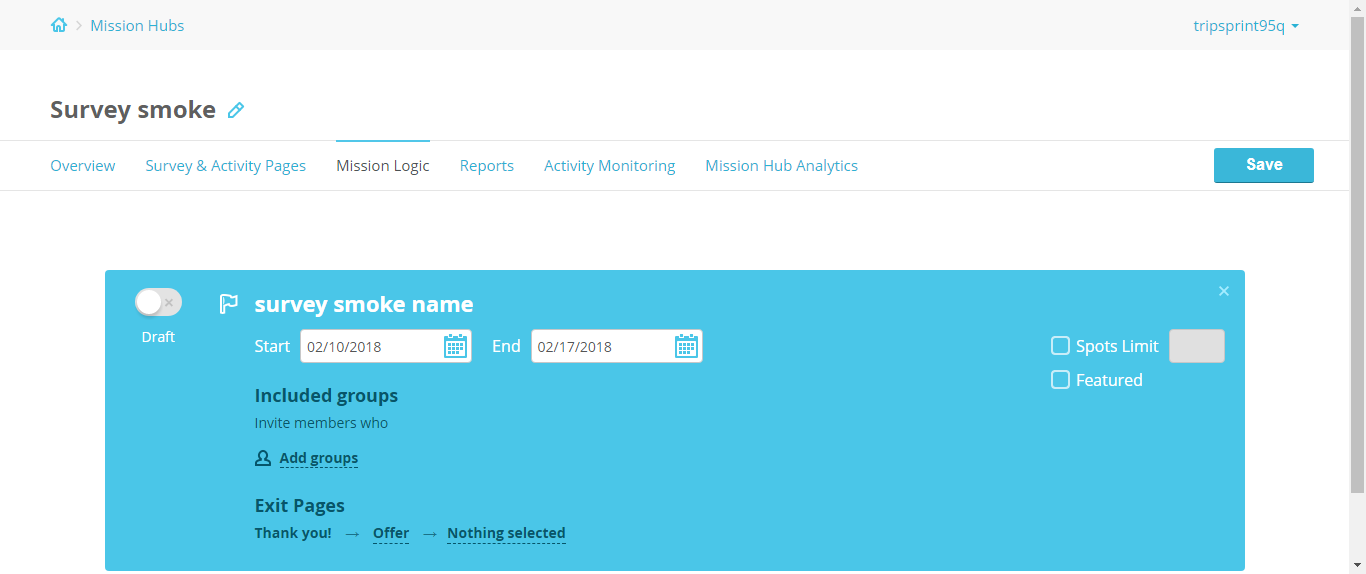 Mission Hubs
tripsprint95q
Survey smoke
Overview Survey & Activity Pages Mission Logic Reports Activity Monitoring Mission Hub Analytics Save
survey smoke name
Draft
Start 02/10/2018 End 02/17/2018 Spots Limit
Featured
Included groups
Invite members who
Add groups
Exit Pages
Thank you! → Offer → Nothing selected